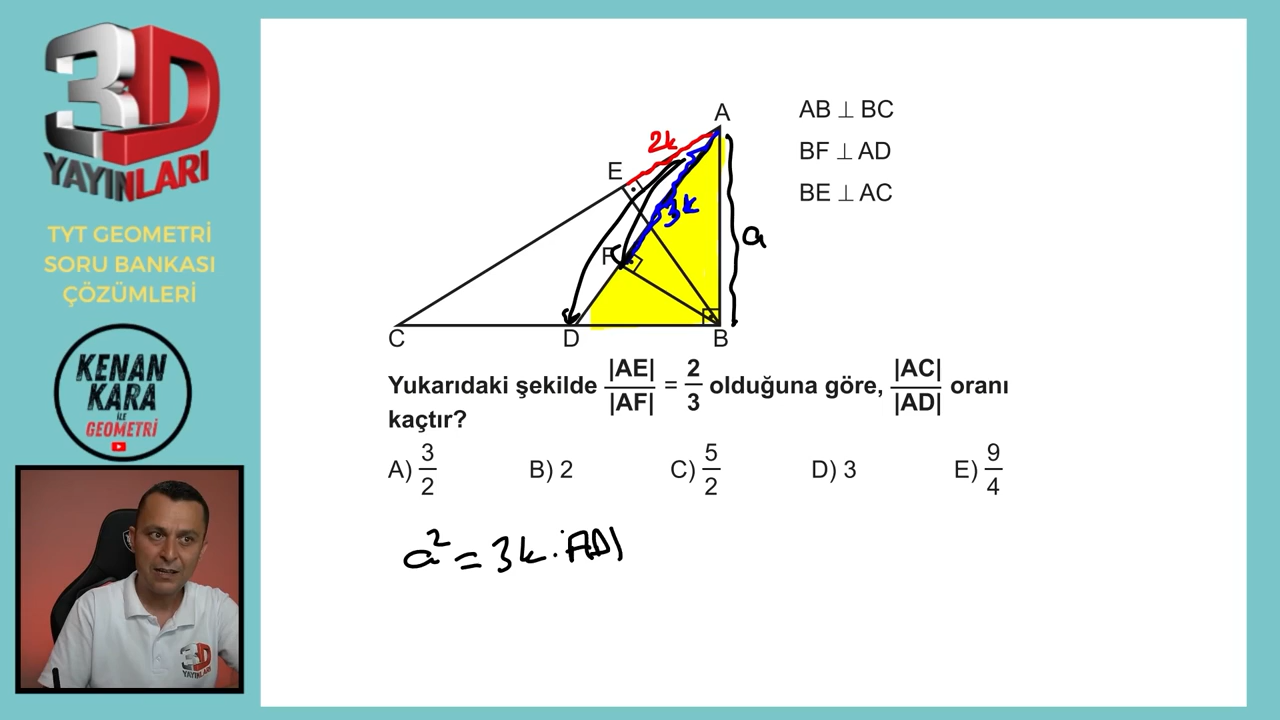 3D
YAYINLARI
TYT GEOMETRİ
SORU BANKASI
ÇÖZÜMLERİ
KENAN
KARA
İLE
GEOMETRİ
3D
YAYINLARI
A
AB ⊥ BC
BF ⊥ AD
BE ⊥ AC
2k
E
3k
F
a
C
D
B
Yukarıdaki şekilde |AE| / |AF| = 2/3 olduğuna göre, |AC| / |AD| oranı
kaçtır?
A) 3/2 B) 2 C) 5/2 D) 3 E) 9/4
a² = 3k.|AD|